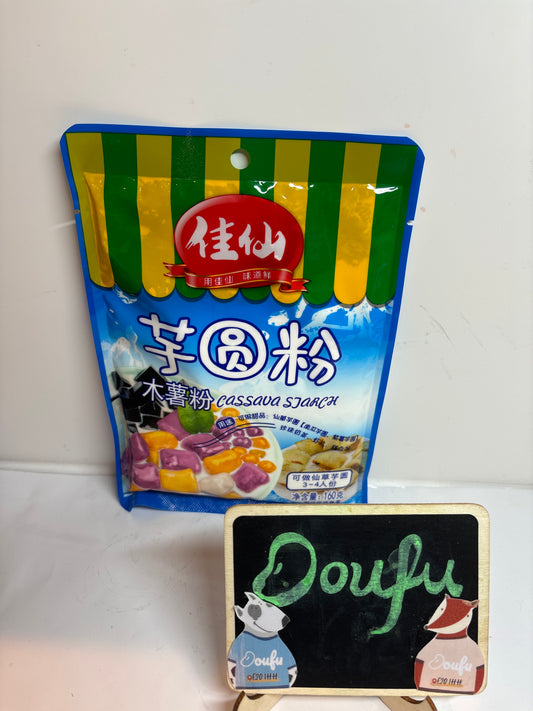 佳仙
用佳仙 味道鲜
芋圆粉
木薯粉 CASSAVA STARCH
可做仙草芋圆
3-4人份
净含量:160克
Doufu
Doufu
Doufu